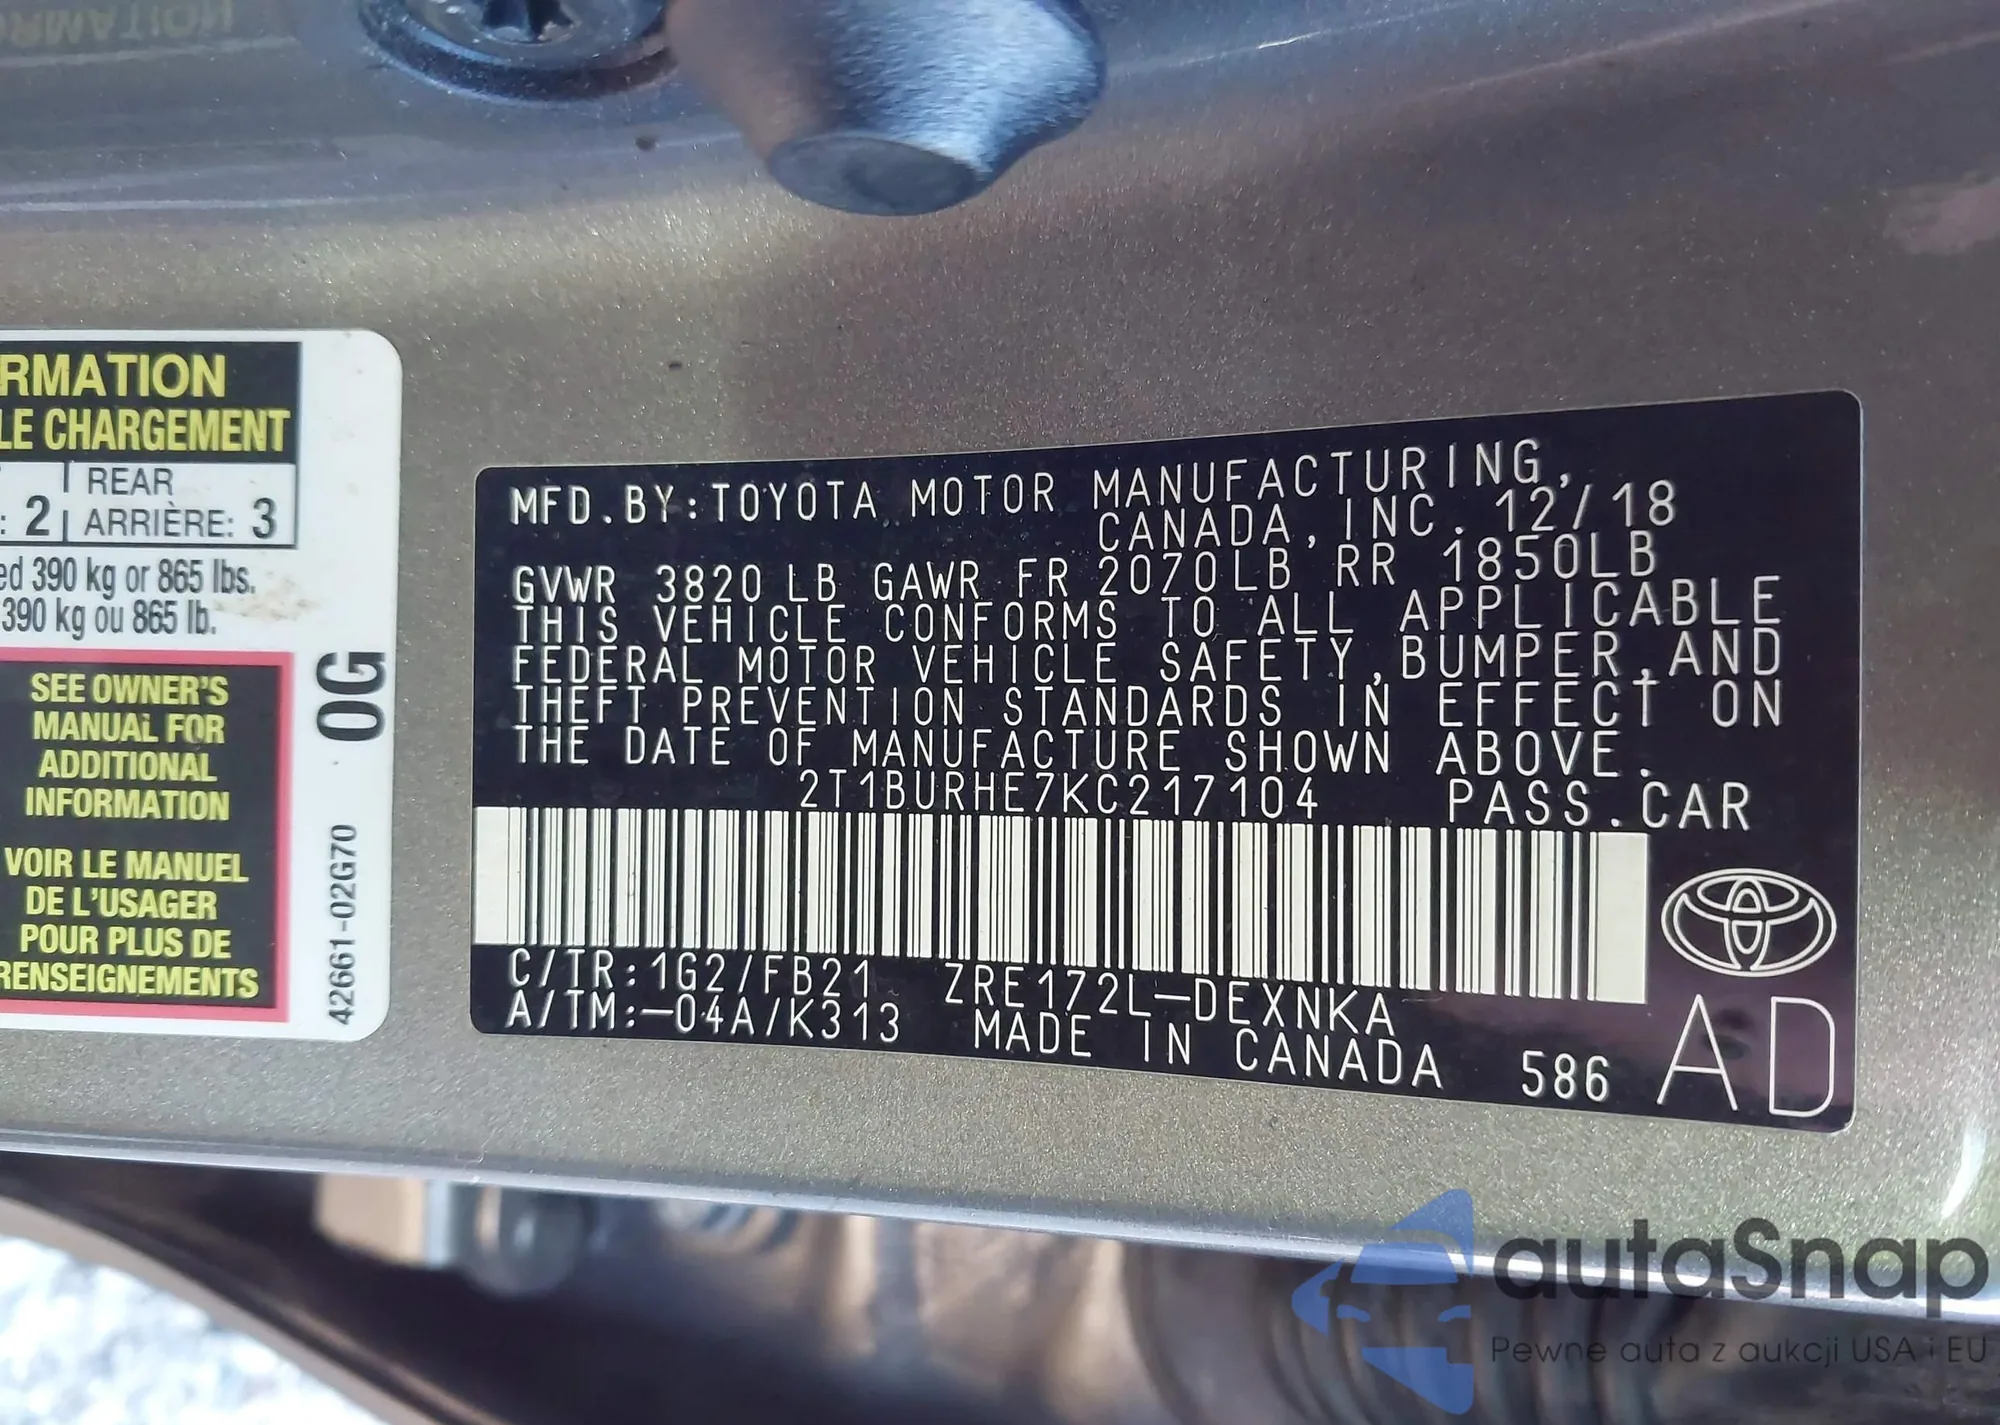 RMATION
LE CHARGEMENT
REAR
: 2 ARRIÈRE: 3
ed 390 kg or 865 lbs.
390 kg ou 865 lb.
SEE OWNER'S
MANUAL FOR
ADDITIONAL
INFORMATION
VOIR LE MANUEL
DE L'USAGER
POUR PLUS DE
RENSEIGNEMENTS
0G
42661-02G70
MFD.BY:TOYOTA MOTOR MANUFACTURING,
CANADA,INC. 12/18
GVWR 3820 LB GAWR FR 2070LB RR 1850LB
THIS VEHICLE CONFORMS TO ALL APPLICABLE
FEDERAL MOTOR VEHICLE SAFETY,BUMPER,AND
THEFT PREVENTION STANDARDS IN EFFECT ON
THE DATE OF MANUFACTURE SHOWN ABOVE.
2T1BURHE7KC217104 PASS.CAR
C/TR:1G2/FB21 ZRE172L-DEXNKA
A/TM:-04A/K313 MADE IN CANADA 586 AD
autaSnap
Pewne auta z aukcji USA i EU